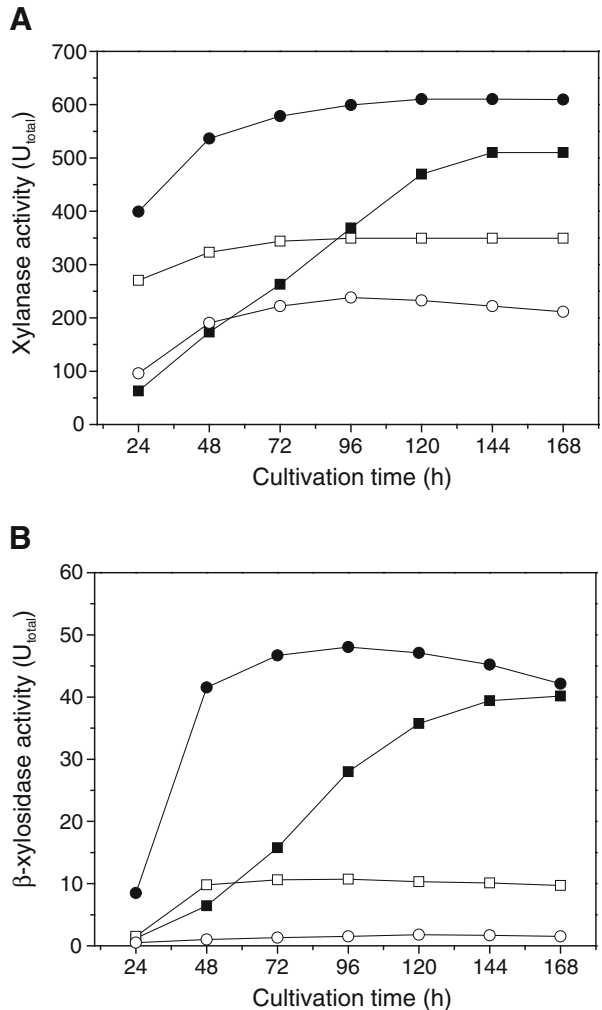 A
700
600
500
400
300
200
100
0
Xylanase activity (Utotal)
24 48 72 96 120 144 168
Cultivation time (h)
B
60
50
40
30
20
10
0
β-xylosidase activity (Utotal)
24 48 72 96 120 144 168
Cultivation time (h)